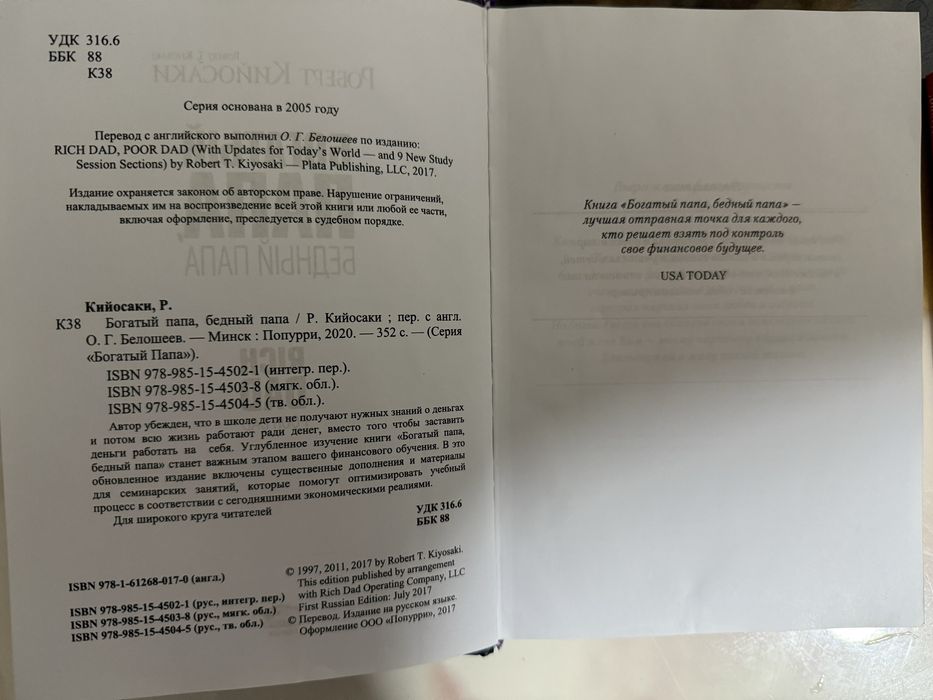 УДК 316.6
ББК 88
К38
Серия основана в 2005 году
Перевод с английского выполнил О. Г. Белошеев по изданию:
RICH DAD, POOR DAD (With Updates for Today's World — and 9 New Study
Session Sections) by Robert T. Kiyosaki — Plata Publishing, LLC, 2017.
Издание охраняется законом об авторском праве. Нарушение ограничений,
накладываемых им на воспроизведение всей этой книги или любой ее части,
включая оформление, преследуется в судебном порядке.
Кийосаки, Р.
К38 Богатый папа, бедный папа / Р. Кийосаки ; пер. с англ.
О. Г. Белошеев. — Минск : Попурри, 2020. — 352 с. — (Серия
«Богатый Папа»).
ISBN 978-985-15-4502-1 (интегр. пер.).
ISBN 978-985-15-4503-8 (мягк. обл.).
ISBN 978-985-15-4504-5 (тв. обл.).
Автор убежден, что в школе дети не получают нужных знаний о деньгах
и потом всю жизнь работают ради денег, вместо того чтобы заставить
деньги работать на себя. Углубленное изучение книги «Богатый папа,
бедный папа» станет важным этапом вашего финансового обучения. В это
обновленное издание включены существенные дополнения и материалы
для семинарских занятий, которые помогут оптимизировать учебный
процесс в соответствии с сегодняшними экономическими реалиями.
Для широкого круга читателей
УДК 316.6
ББК 88
ISBN 978-1-61268-017-0 (англ.)
ISBN 978-985-15-4502-1 (рус., интегр. пер.)
ISBN 978-985-15-4503-8 (рус., мягк. обл.)
ISBN 978-985-15-4504-5 (рус., тв. обл.)
© 1997, 2011, 2017 by Robert T. Kiyosaki.
This edition published by arrangement
with Rich Dad Operating Company, LLC
First Russian Edition: July 2017
© Перевод. Издание на русском языке.
Оформление ООО «Попурри», 2017
Книга «Богатый папа, бедный папа» —
лучшая отправная точка для каждого,
кто решает взять под контроль
свое финансовое будущее.
USA TODAY